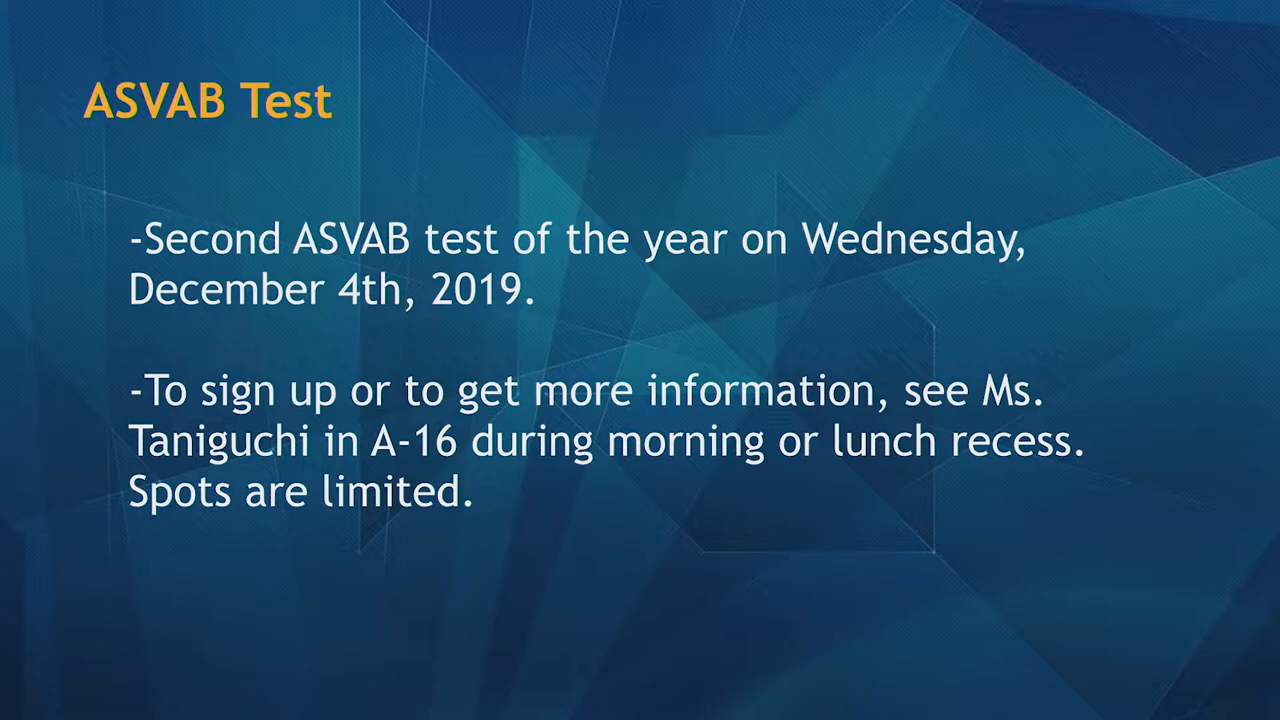 ASVAB Test
-Second ASVAB test of the year on Wednesday,
December 4th, 2019.
-To sign up or to get more information, see Ms.
Taniguchi in A-16 during morning or lunch recess.
Spots are limited.